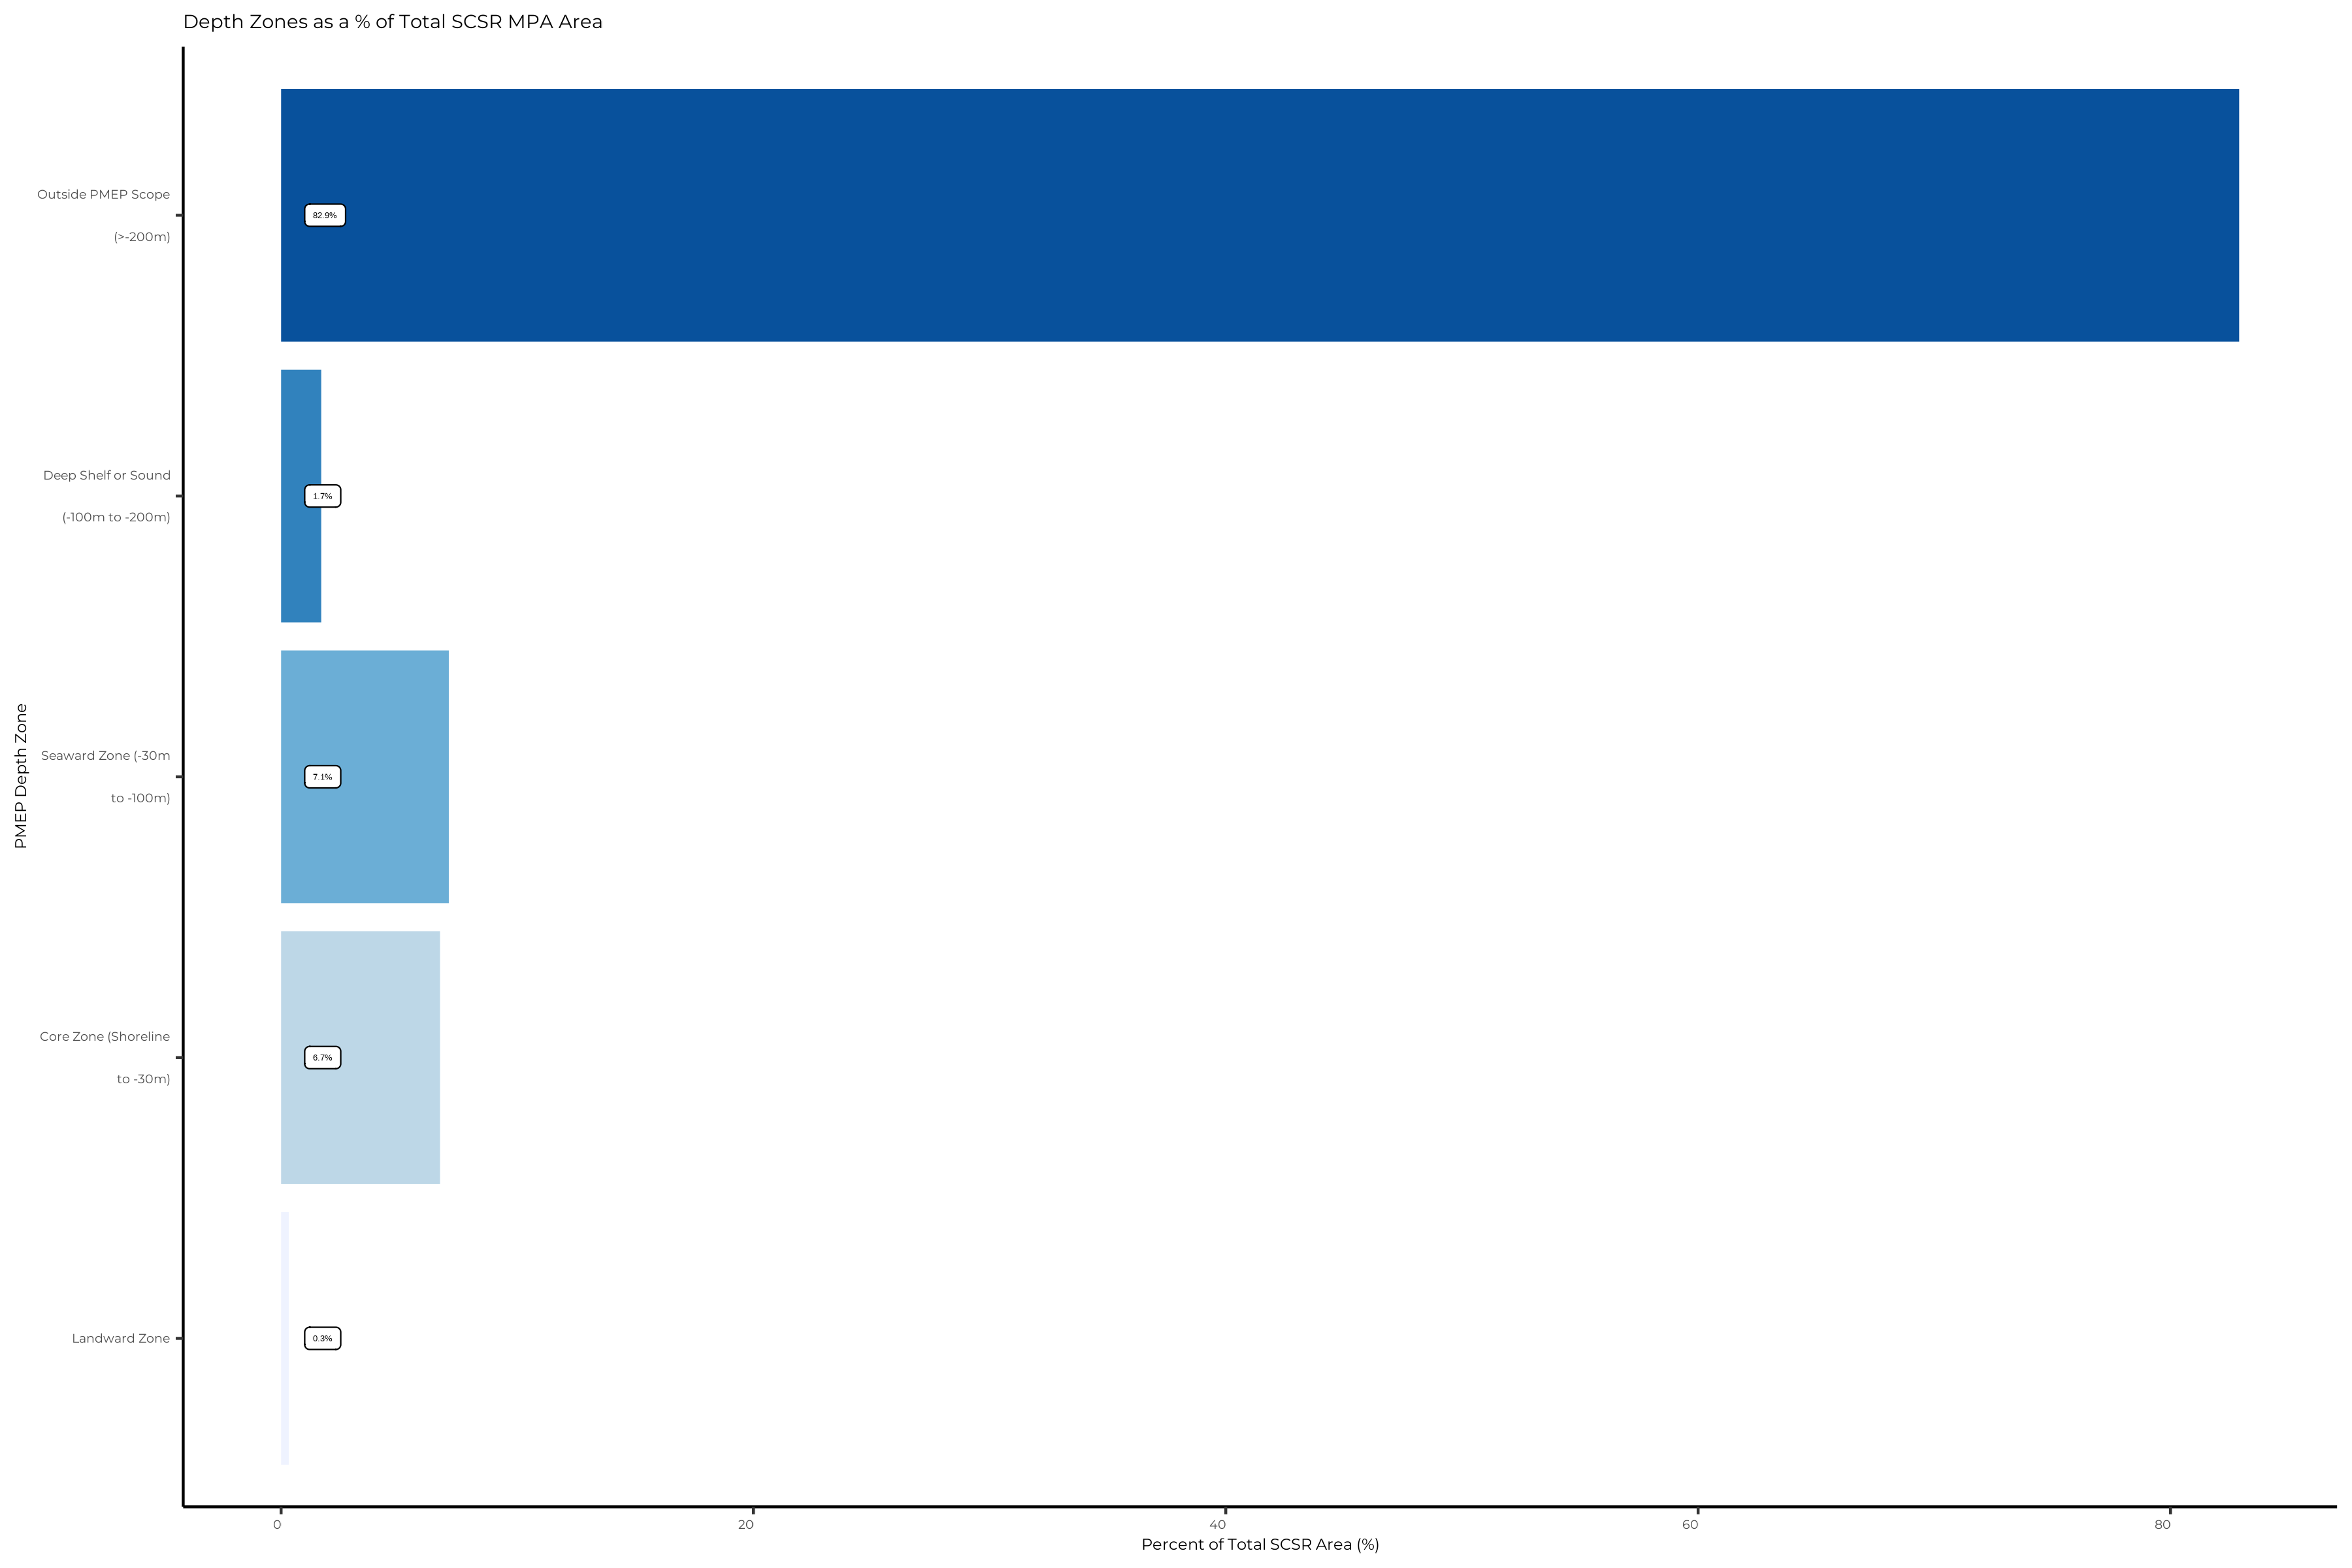 Depth Zones as a % of Total SCSR MPA Area
PMEP Depth Zone
Outside PMEP Scope
(>-200m)
82.9%
Deep Shelf or Sound
(-100m to -200m)
1.7%
Seaward Zone (-30m
to -100m)
7.1%
Core Zone (Shoreline
to -30m)
6.7%
Landward Zone
0.3%
0 20 40 60 80
Percent of Total SCSR Area (%)